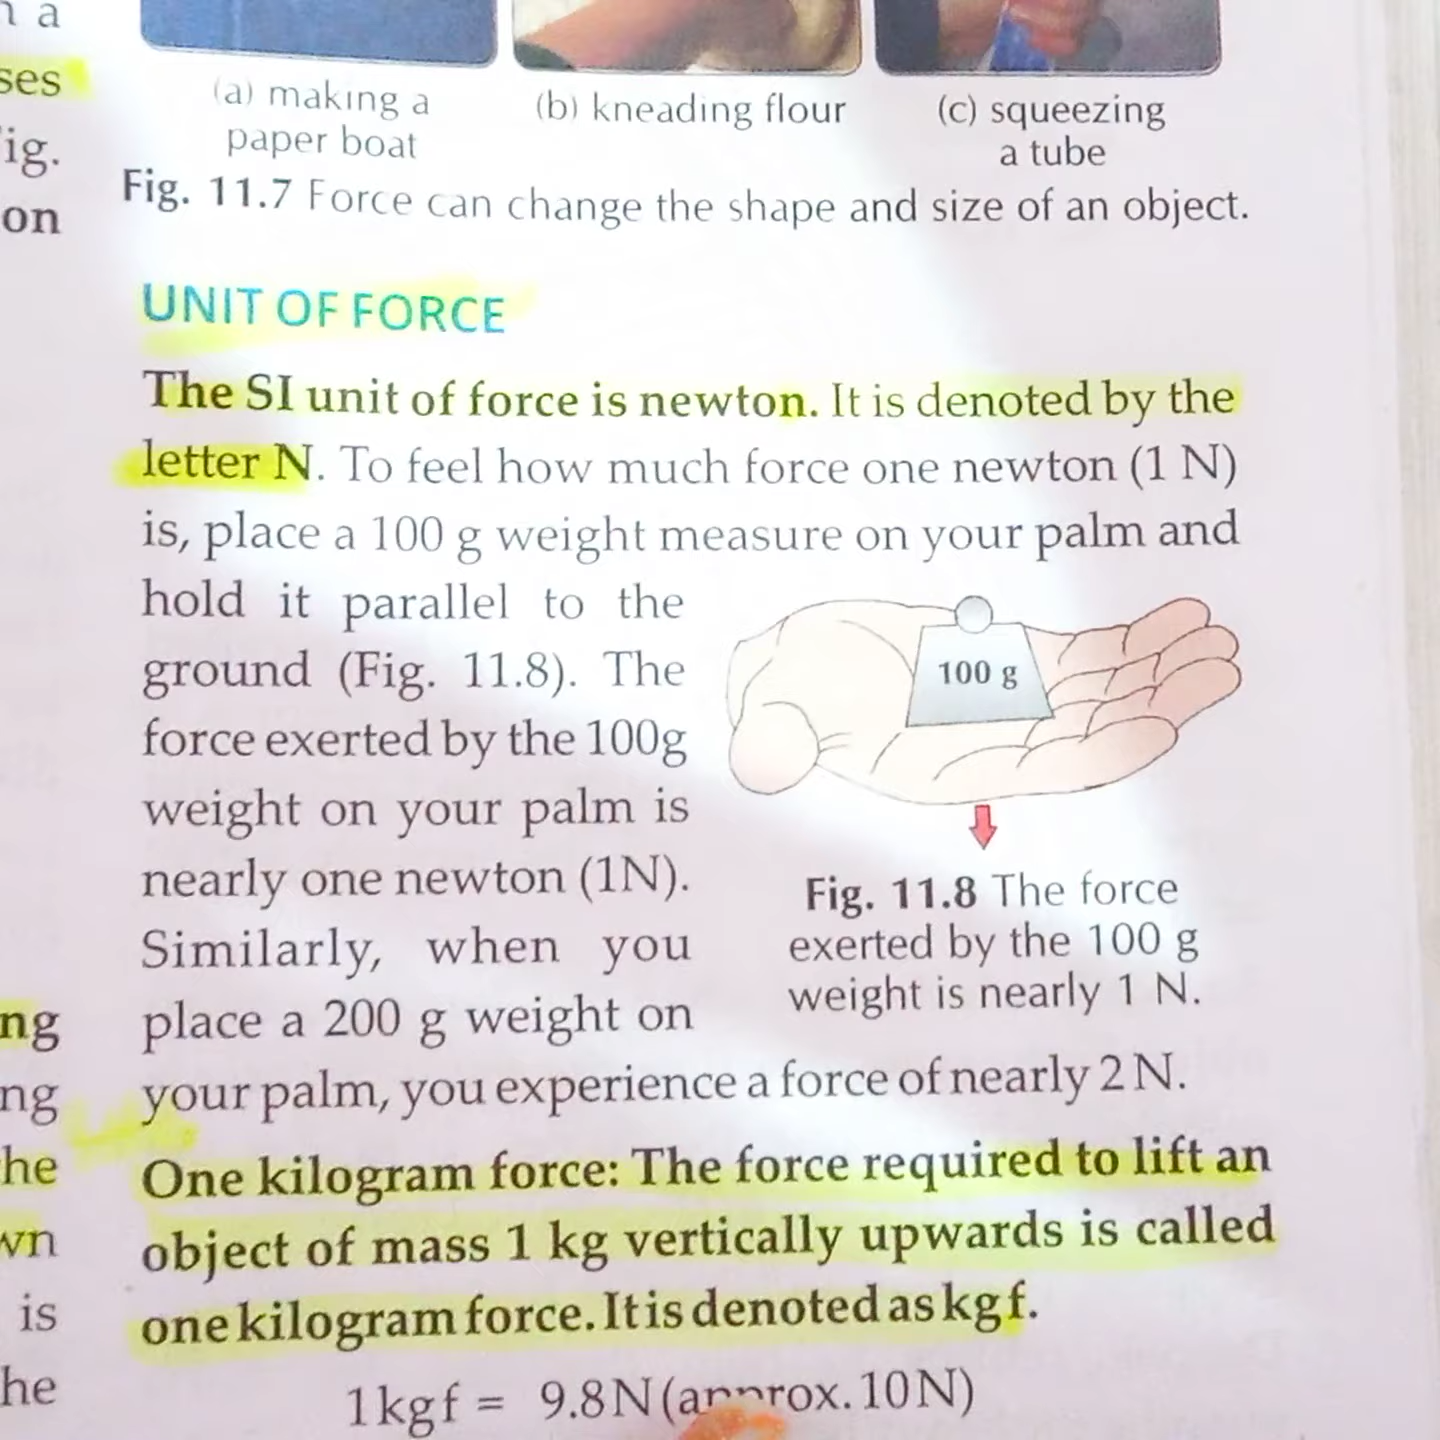 a
ses
ig.
on
ng
ng
he
wn
is
he
(a) making a
paper boat
(b) kneading flour
(c) squeezing
a tube
Fig. 11.7 Force can change the shape and size of an object.
UNIT OF FORCE
The SI unit of force is newton. It is denoted by the
letter N. To feel how much force one newton (1 N)
is, place a 100 g weight measure on your palm and
hold it parallel to the
ground (Fig. 11.8). The
force exerted by the 100g
weight on your palm is
nearly one newton (1N).
Similarly, when you
place a 200 g weight on
your palm, you experience a force of nearly 2 N.
100 g
Fig. 11.8 The force
exerted by the 100 g
weight is nearly 1 N.
One kilogram force: The force required to lift an
object of mass 1 kg vertically upwards is called
one kilogram force. It is denoted as kgf.
1kgf = 9.8N (approx. 10N)